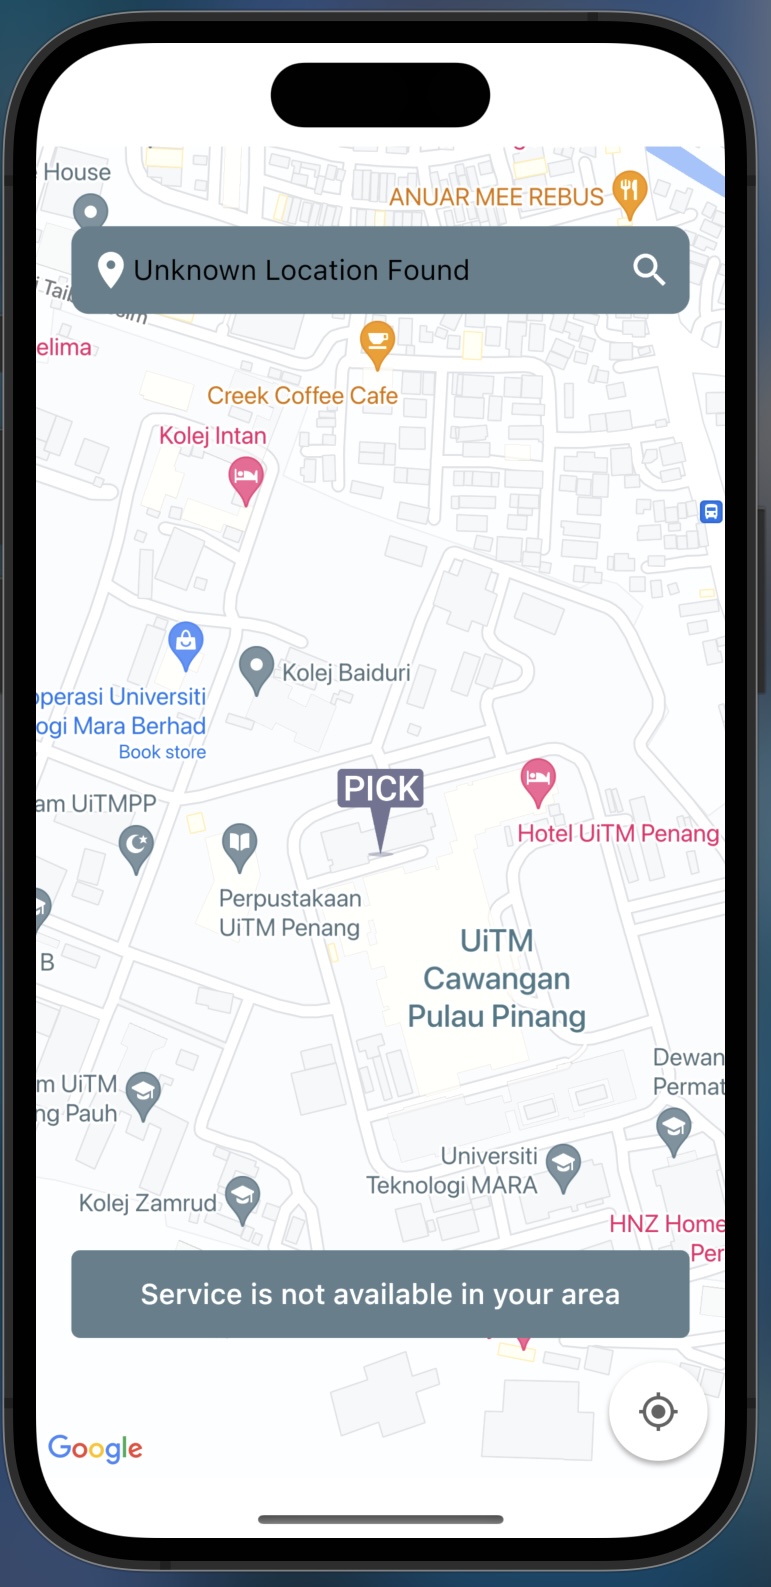 House
ANUAR MEE REBUS
Unknown Location Found
elima
Creek Coffee Cafe
Kolej Intan
Kolej Baiduri
operasi Universiti
ogi Mara Berhad
Book store
am UiTMPP
PICK
Hotel UiTM Penang
Perpustakaan
UiTM Penang
UiTM
Cawangan
Pulau Pinang
B
Dewan
Permat
m UiTM
ng Pauh
Universiti
Teknologi MARA
Kolej Zamrud
HNZ Home
Per
Service is not available in your area
Google